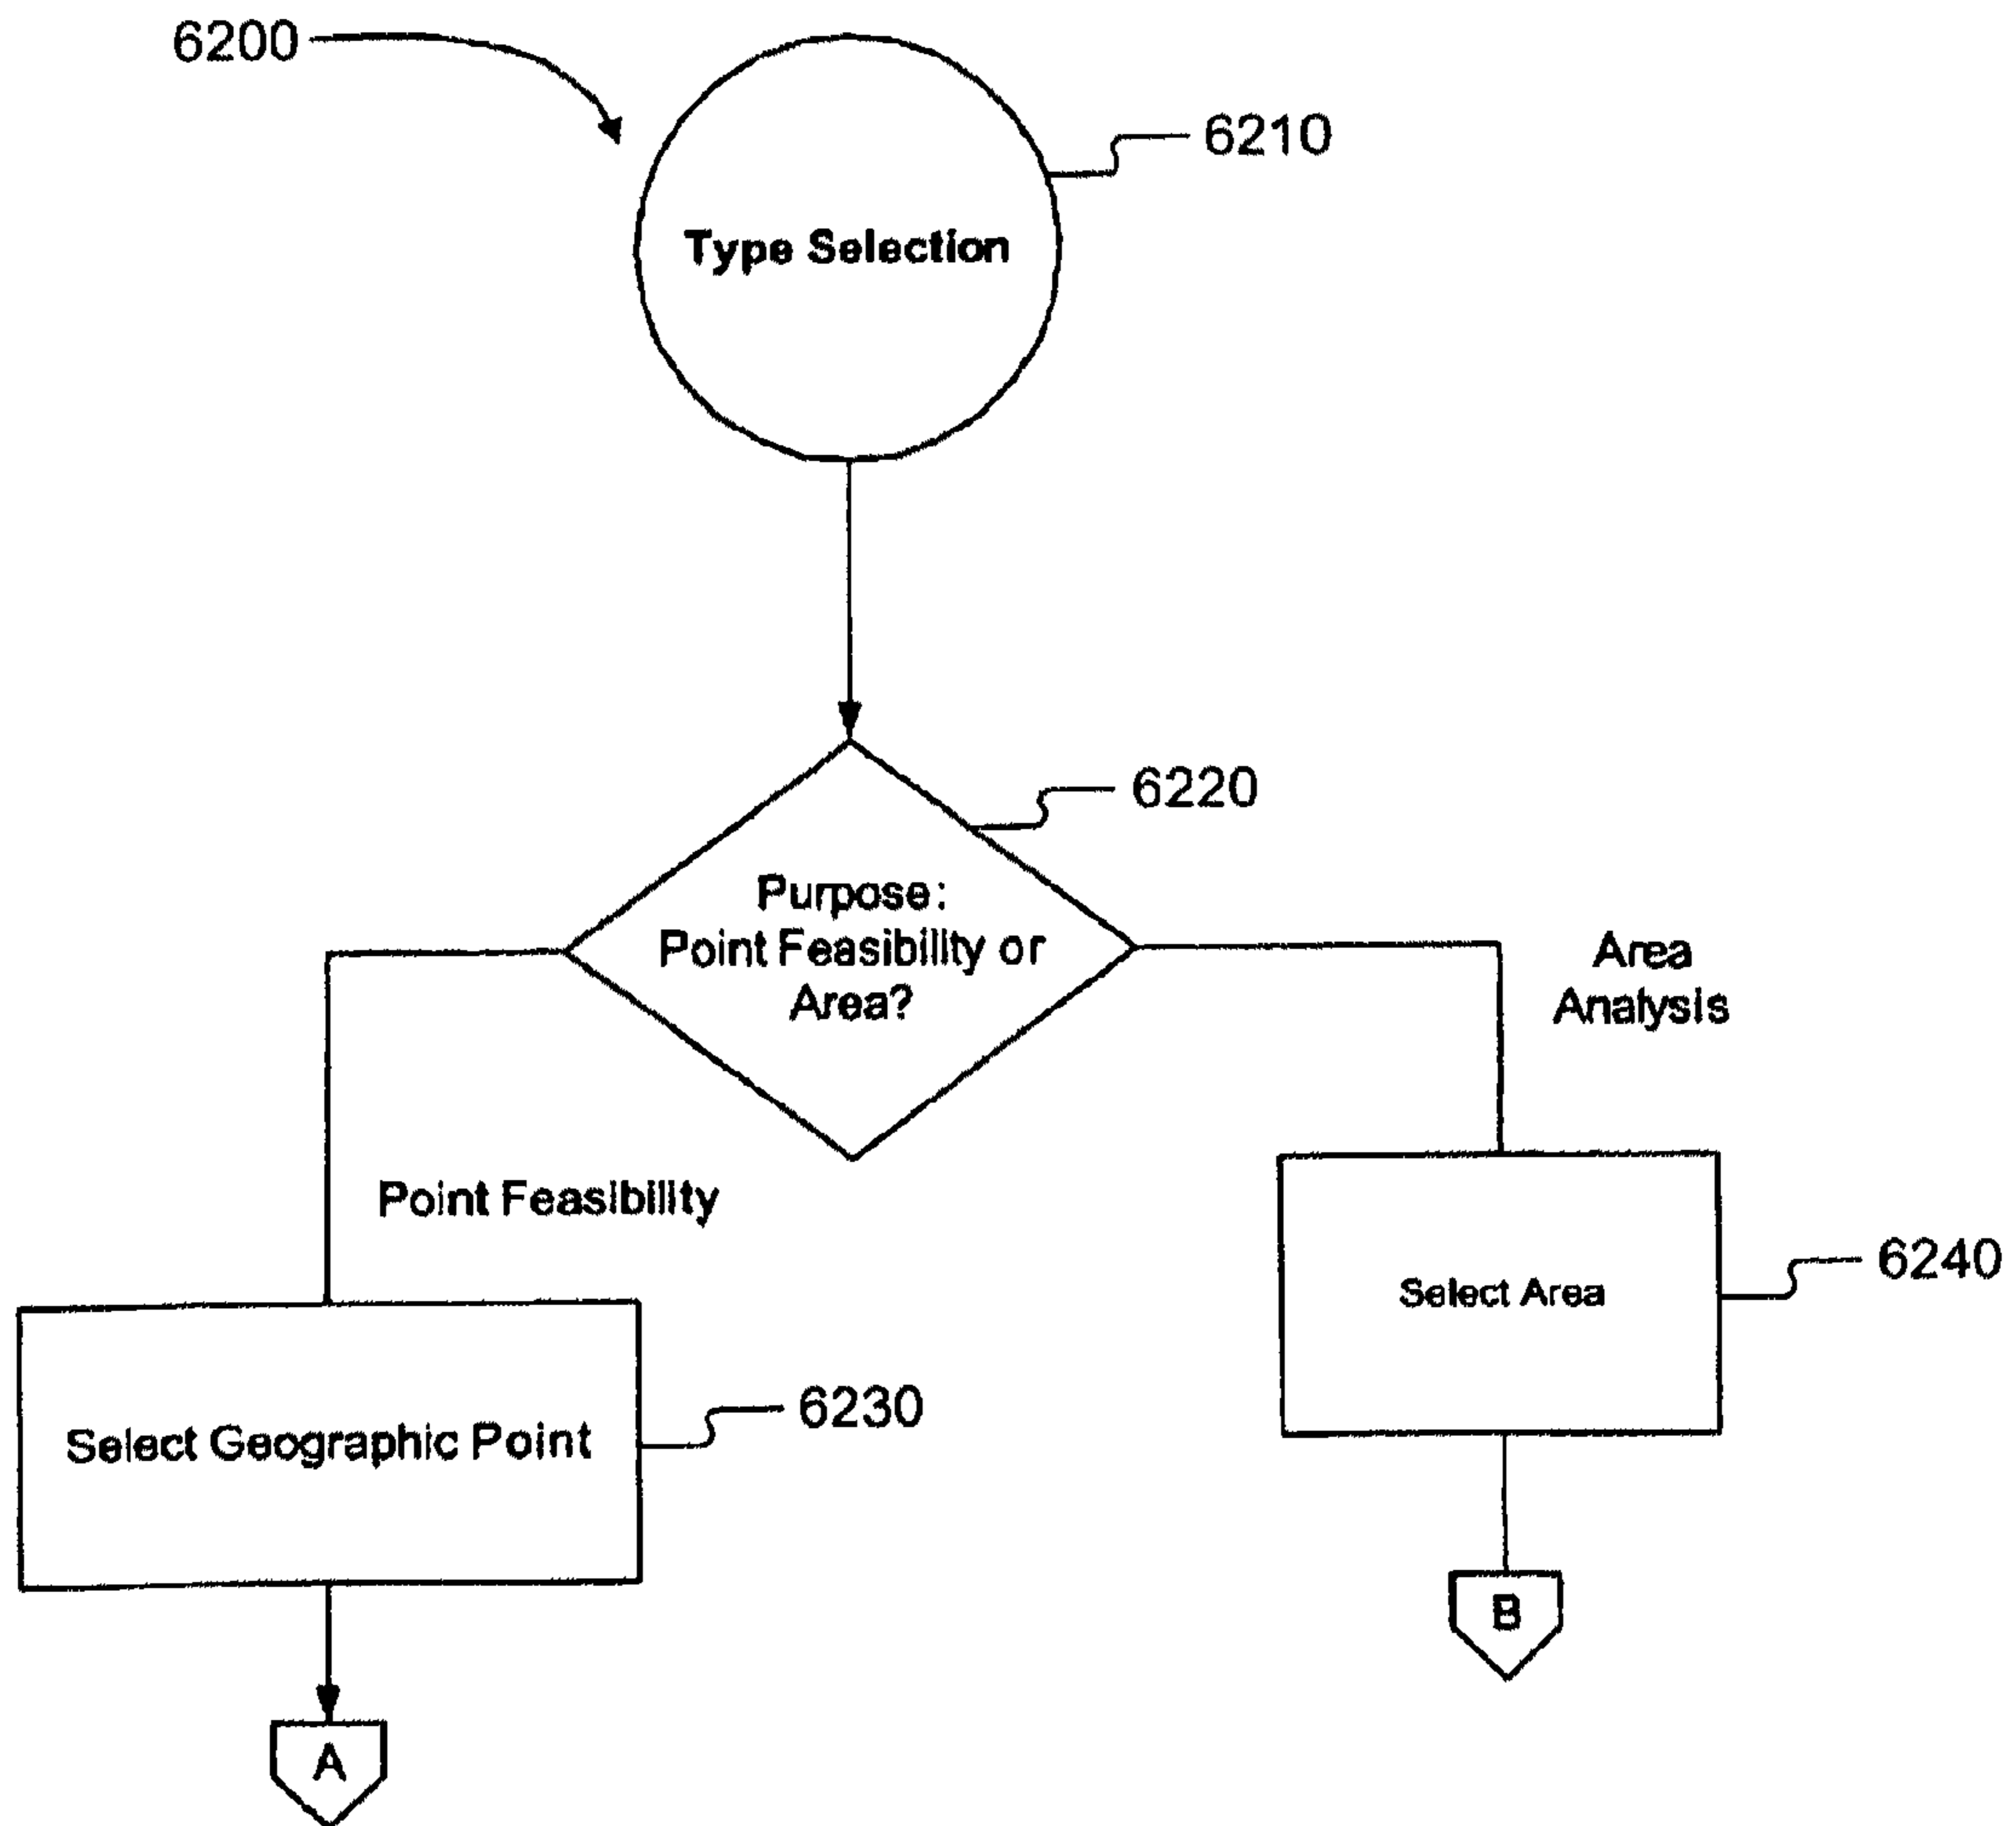 6200
6210
Type Selection
6220
Purpose:
Point Feasibility or
Area?
Area
Analysis
Point Feasibility
6240
Select Area
6230
Select Geographic Point
B
A